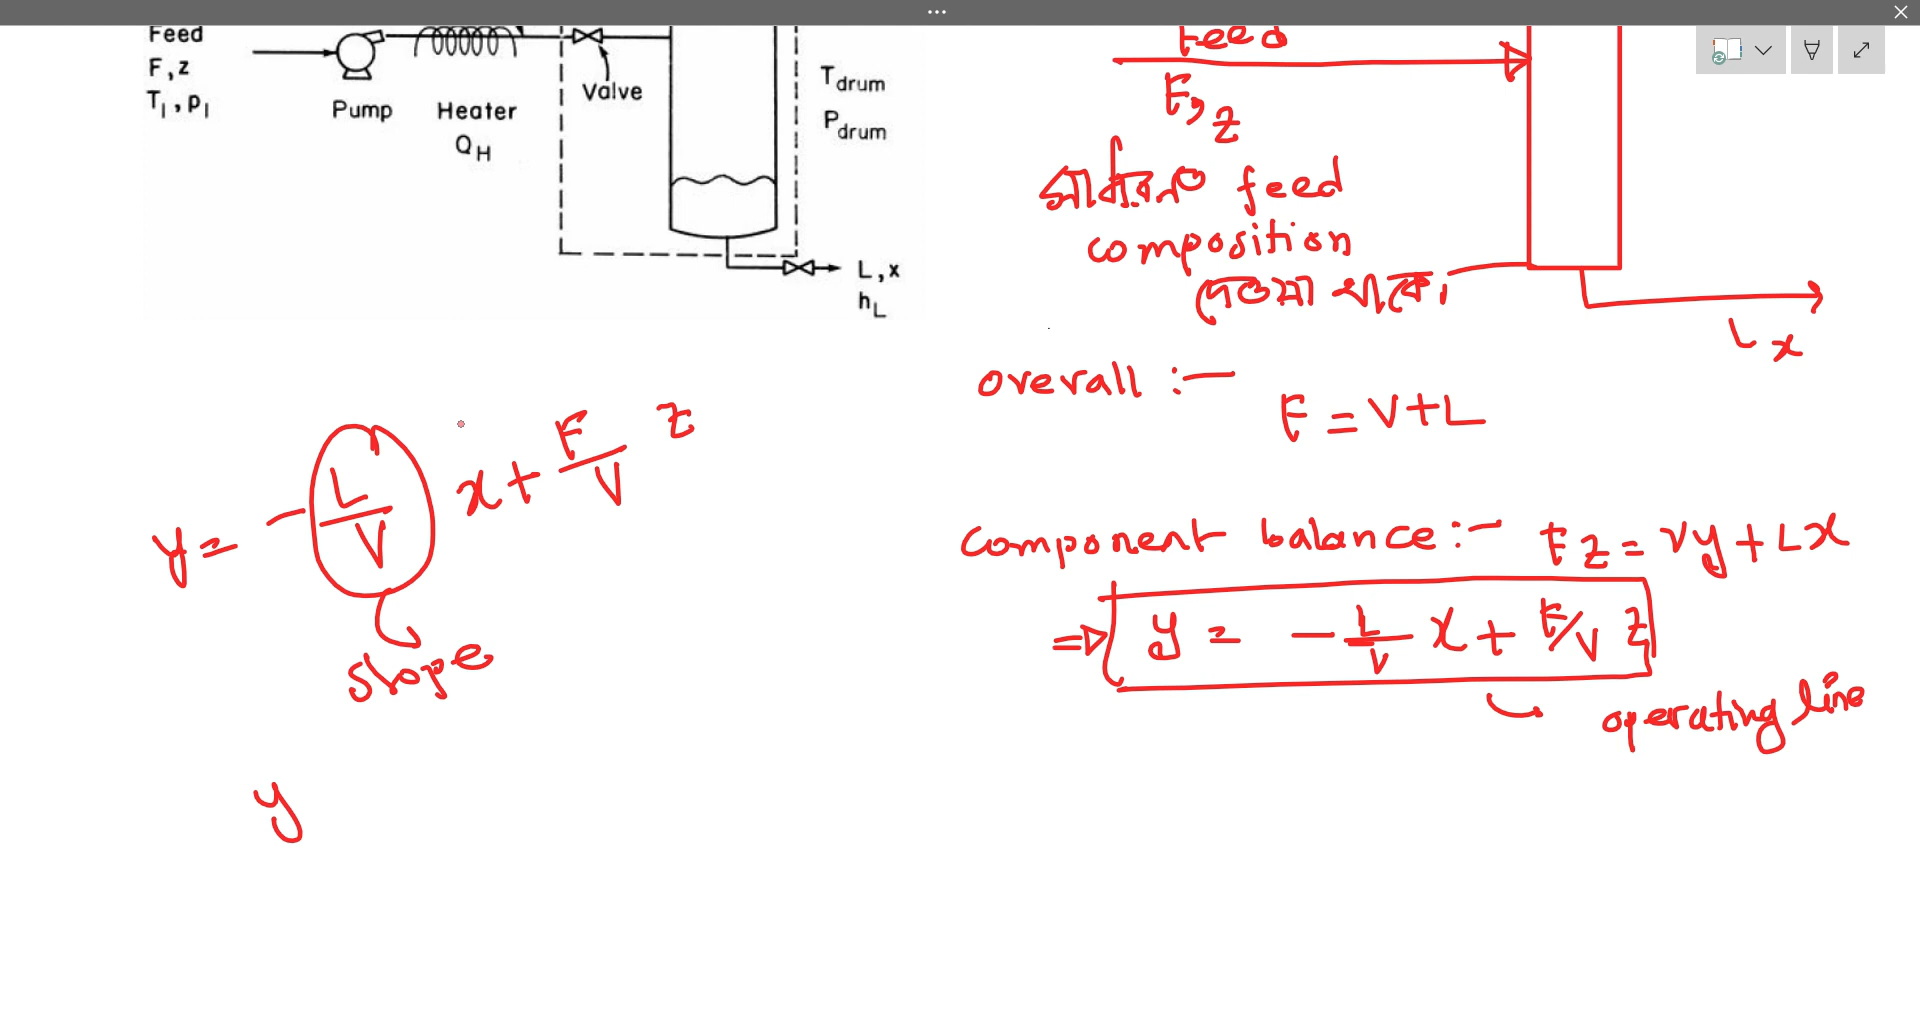 Feed
F, z
T1, P1
Pump
Heater
QH
Valve
Tdrum
Pdrum
L, x
hL
Feed
F, z
feed
composition
দেওয়া থাকে।
L x
overall :-
F = V+L
y = - L/V x + F/V z
slope
component balance :- Fz = Vy + Lx
⇒ y = - L/V x + F/V z
operating line
y